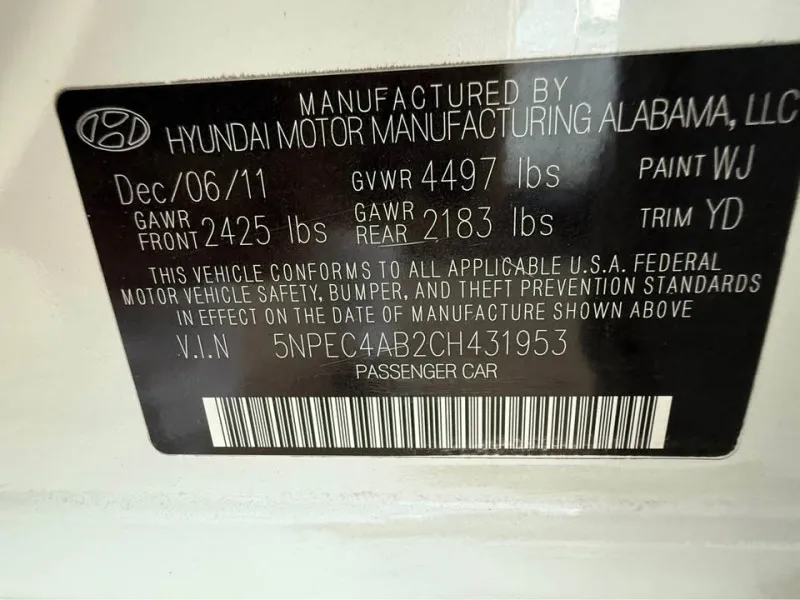 MANUFACTURED BY
HYUNDAI MOTOR MANUFACTURING ALABAMA, LLC
Dec/06/11 GVWR 4497 lbs PAINT WJ
GAWR FRONT 2425 lbs GAWR REAR 2183 lbs TRIM YD
THIS VEHICLE CONFORMS TO ALL APPLICABLE U.S.A. FEDERAL
MOTOR VEHICLE SAFETY, BUMPER, AND THEFT PREVENTION STANDARDS
IN EFFECT ON THE DATE OF MANUFACTURE SHOWN ABOVE
V.I.N 5NPEC4AB2CH431953
PASSENGER CAR